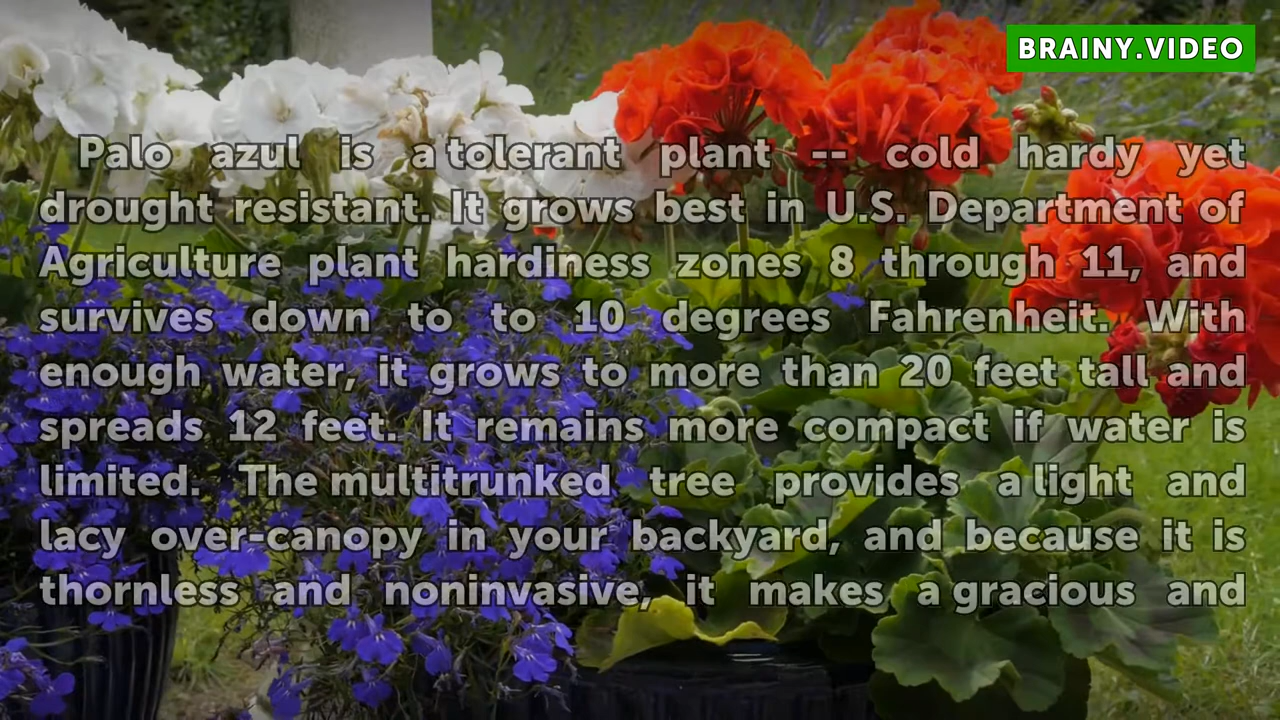 BRAINY.VIDEO
Palo azul is a tolerant plant -- cold hardy yet
drought resistant. It grows best in U.S. Department of
Agriculture plant hardiness zones 8 through 11, and
survives down to to 10 degrees Fahrenheit. With
enough water, it grows to more than 20 feet tall and
spreads 12 feet. It remains more compact if water is
limited. The multitrunked tree provides a light and
lacy over-canopy in your backyard, and because it is
thornless and noninvasive, it makes a gracious and